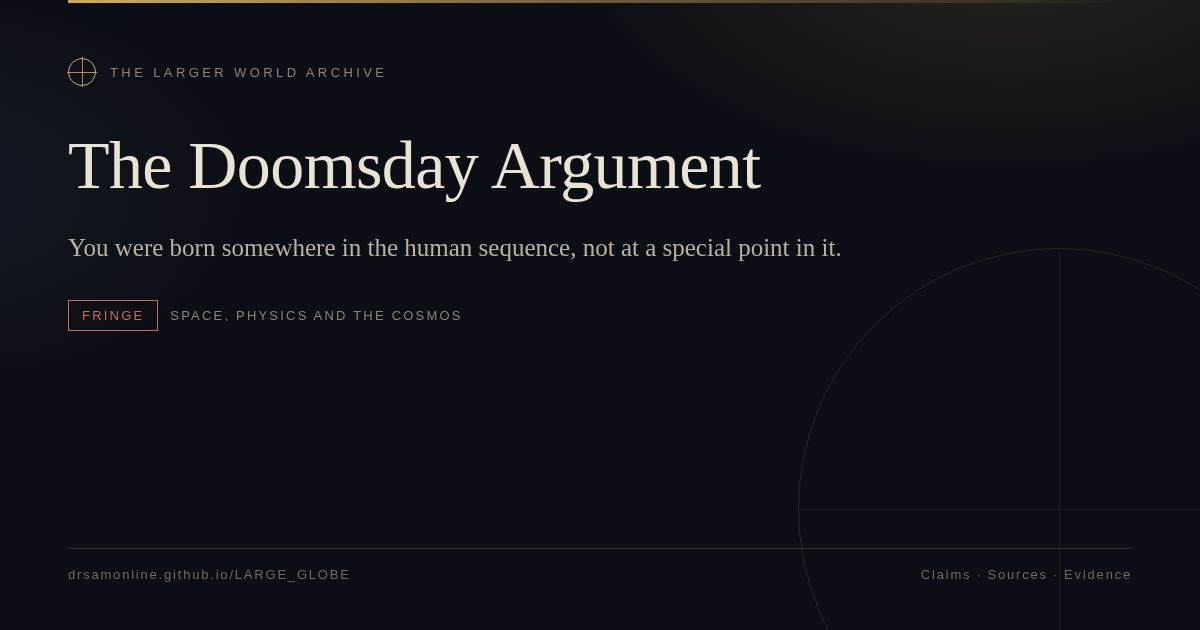 THE LARGER WORLD ARCHIVE
The Doomsday Argument
You were born somewhere in the human sequence, not at a special point in it.
FRINGE SPACE, PHYSICS AND THE COSMOS
drsamonline.github.io/LARGE_GLOBE Claims · Sources · Evidence